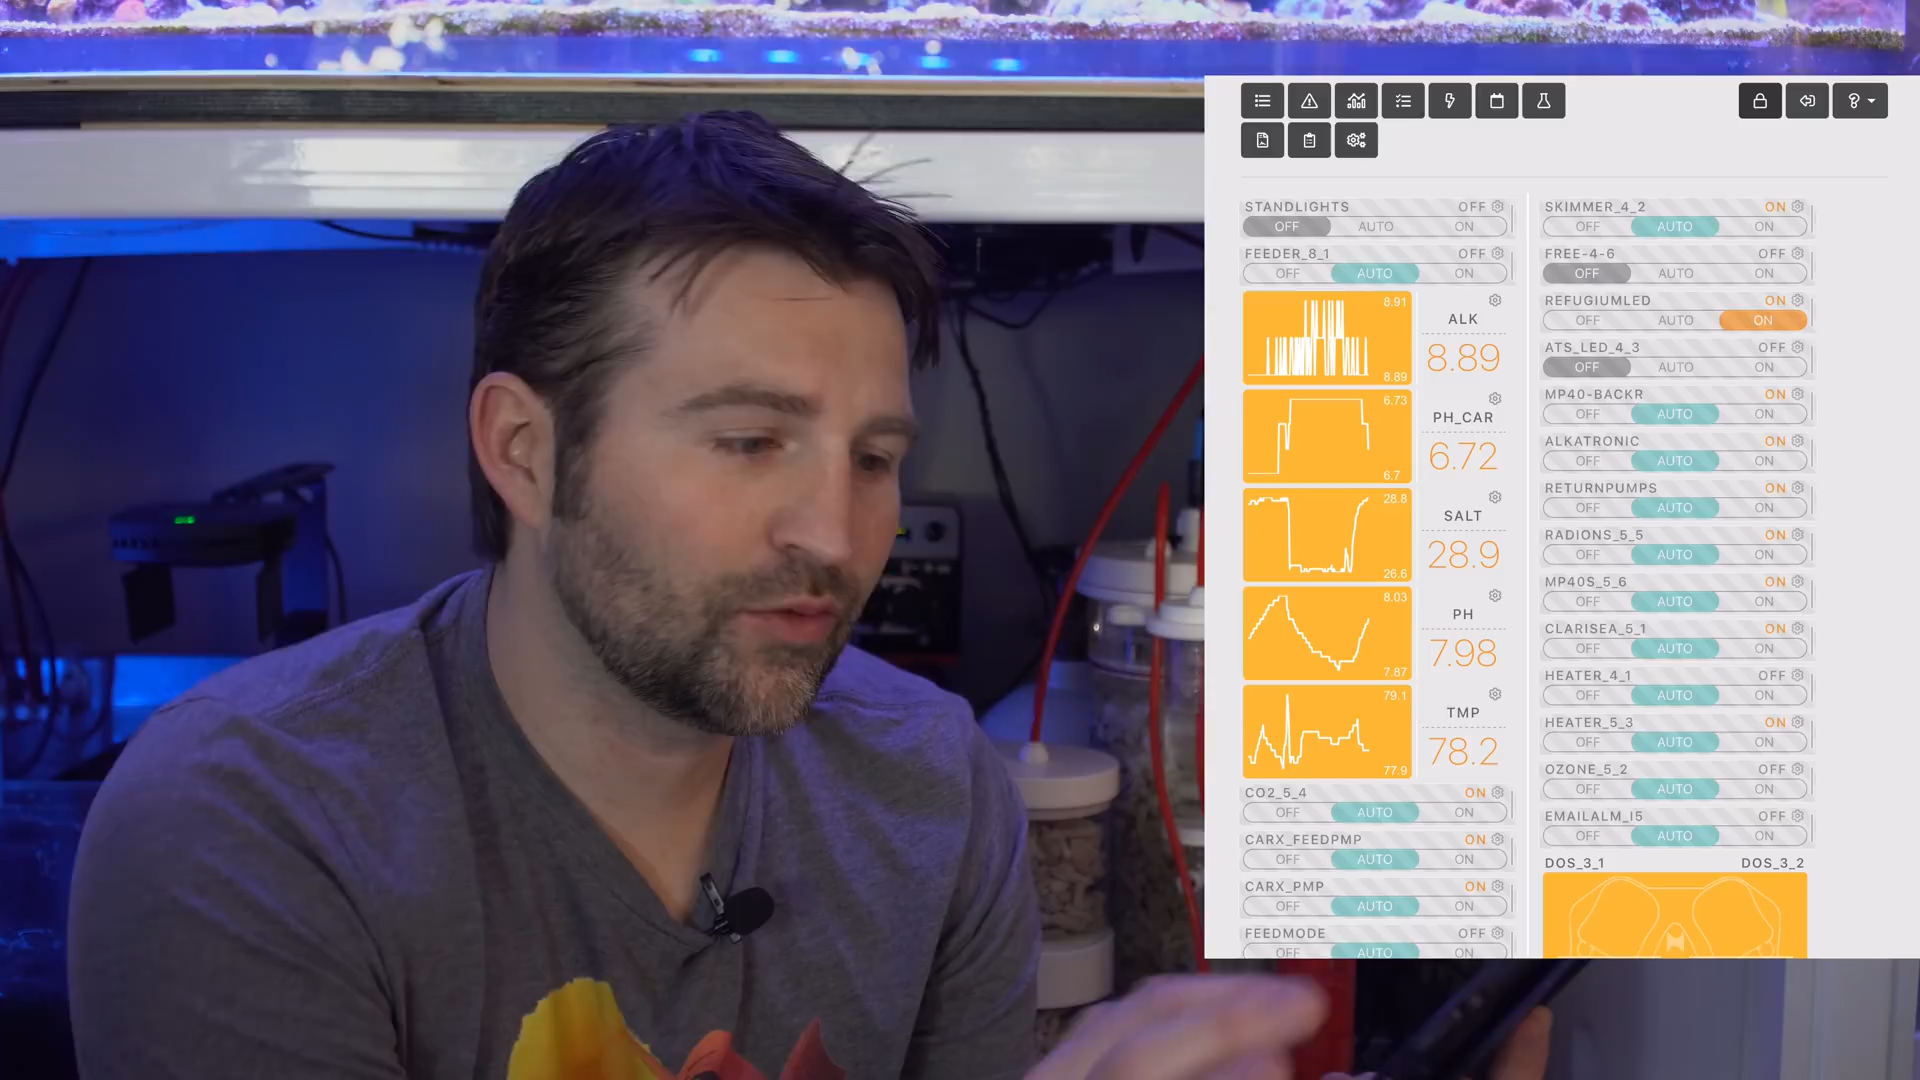 STANDLIGHTS OFF
OFF AUTO ON
FEEDER_8_1 OFF
OFF AUTO ON
8.91
ALK
8.89
8.89
6.73
PH_CAR
6.72
6.7
28.8
SALT
28.9
26.6
8.03
PH
7.98
7.87
79.1
TMP
78.2
77.9
CO2_5_4 ON
OFF AUTO ON
CARX_FEEDPMP ON
OFF AUTO ON
CARX_PMP ON
OFF AUTO ON
FEEDMODE OFF
OFF AUTO ON
SKIMMER_4_2 ON
OFF AUTO ON
FREE-4-6 OFF
OFF AUTO ON
REFUGIUMLED ON
OFF AUTO ON
ATS_LED_4_3 OFF
OFF AUTO ON
MP40-BACKR ON
OFF AUTO ON
ALKATRONIC ON
OFF AUTO ON
RETURNPUMPS ON
OFF AUTO ON
RADIONS_5_5 ON
OFF AUTO ON
MP40S_5_6 ON
OFF AUTO ON
CLARISEA_5_1 ON
OFF AUTO ON
HEATER_4_1 OFF
OFF AUTO ON
HEATER_5_3 ON
OFF AUTO ON
OZONE_5_2 OFF
OFF AUTO ON
EMAILALM_I5 OFF
OFF AUTO ON
DOS_3_1 DOS_3_2